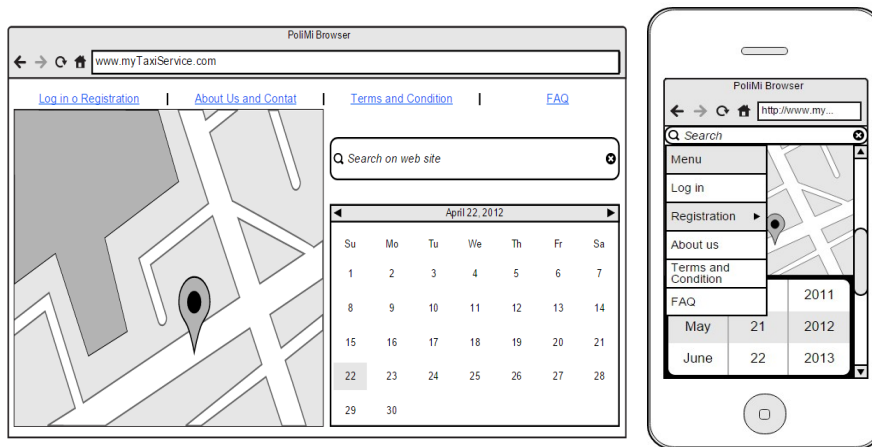 PoliMi Browser
www.myTaxiService.com
Log in o Registration About Us and Contat Terms and Condition FAQ
Search on web site
April 22, 2012
Su Mo Tu We Th Fr Sa
1 2 3 4 5 6 7
8 9 10 11 12 13 14
15 16 17 18 19 20 21
22 23 24 25 26 27 28
29 30
PoliMi Browser
http://www.my...
Search
Menu
Log in
Registration
About us
Terms and
Condition
FAQ
2011
May 21 2012
June 22 2013